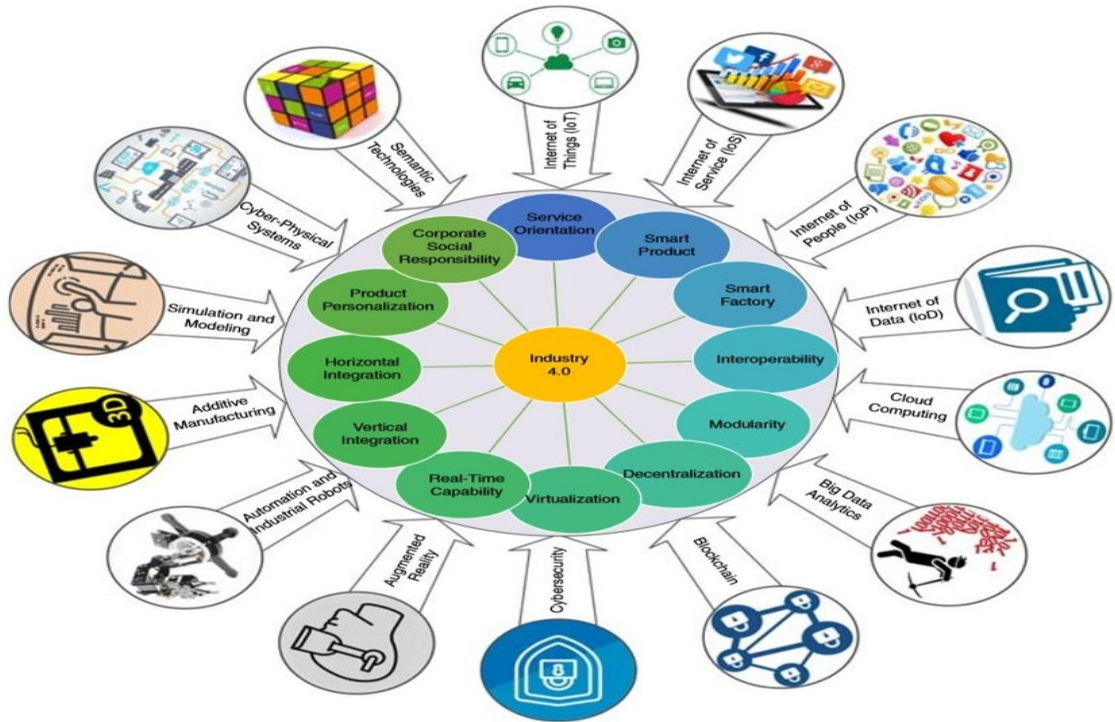 Internet of
Things (IoT)
Internet of
Service (IoS)
Internet of
People (IoP)
Internet of
Data (IoD)
Cloud
Computing
Big Data
Analytics
Blockchain
Cybersecurity
Augmented
Reality
Automation and
Industrial Robots
Additive
Manufacturing
3D
Simulation and
Modeling
Cyber-Physical
Systems
Semantic
Technologies
Service
Orientation
Smart
Product
Smart
Factory
Interoperability
Modularity
Decentralization
Virtualization
Real-Time
Capability
Vertical
Integration
Horizontal
Integration
Product
Personalization
Corporate
Social
Responsibility
Industry
4.0